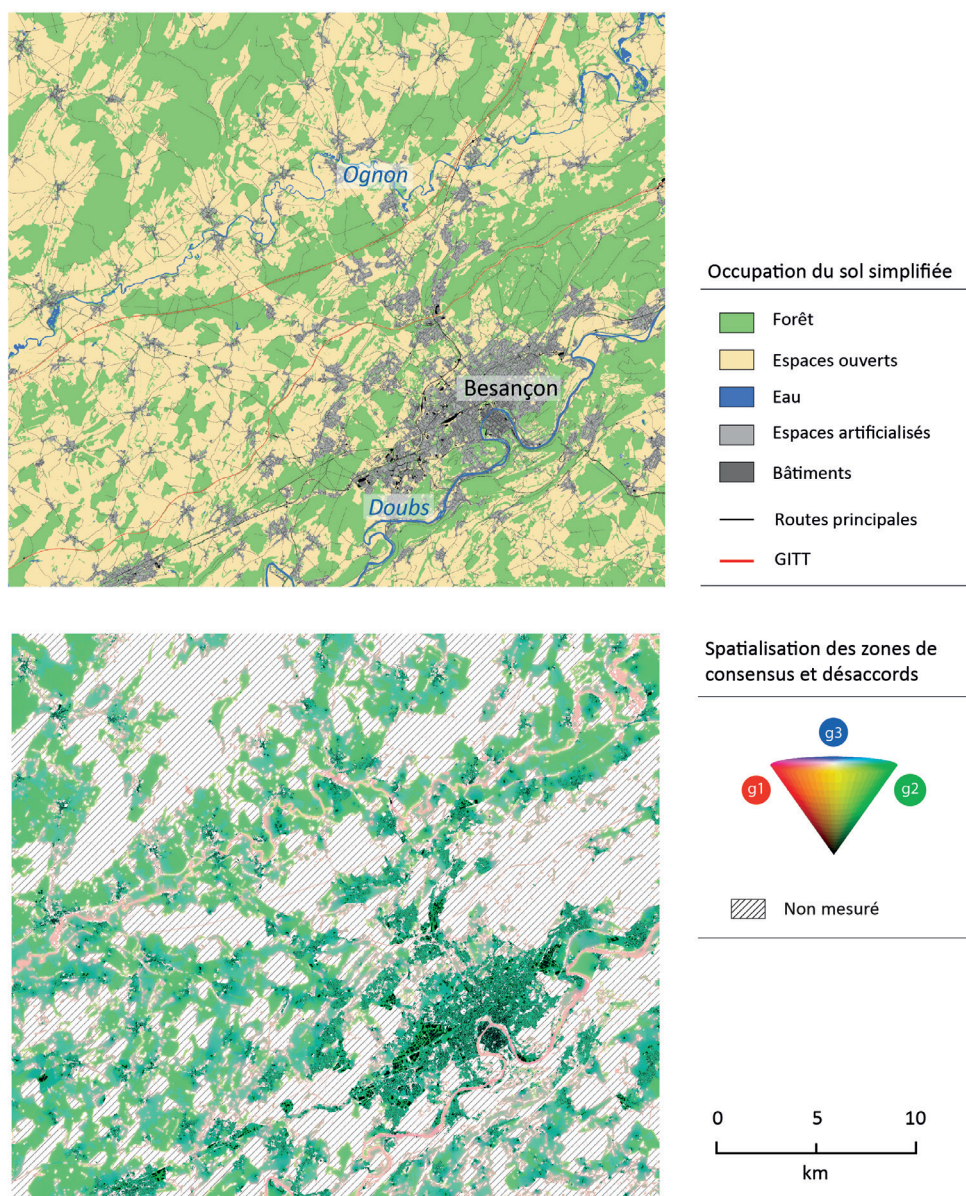 Ognon
Besançon
Doubs
Occupation du sol simplifiée
Forêt
Espaces ouverts
Eau
Espaces artificialisés
Bâtiments
Routes principales
GITT
Spatialisation des zones de
consensus et désaccords
g3
g1
g2
Non mesuré
0 5 10
km